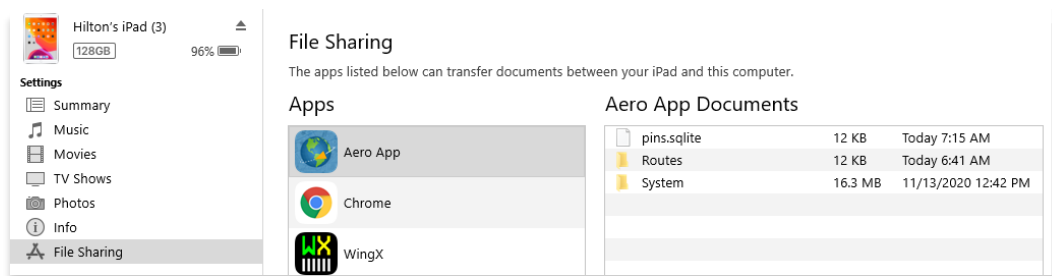 Hilton's iPad (3)
128GB
96%
Settings
Summary
Music
Movies
TV Shows
Photos
Info
File Sharing
File Sharing
The apps listed below can transfer documents between your iPad and this computer.
Apps
Aero App
Chrome
WX
WingX
Aero App Documents
pins.sqlite 12 KB Today 7:15 AM
Routes 12 KB Today 6:41 AM
System 16.3 MB 11/13/2020 12:42 PM